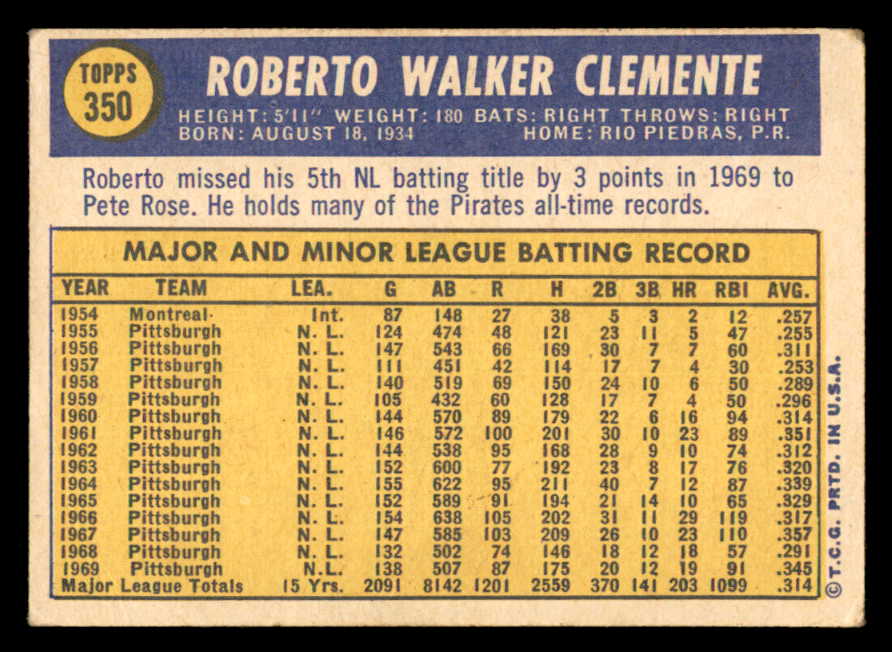 TOPPS
350
ROBERTO WALKER CLEMENTE
HEIGHT: 5'11" WEIGHT: 180 BATS: RIGHT THROWS: RIGHT
BORN: AUGUST 18, 1934 HOME: RIO PIEDRAS, P.R.
Roberto missed his 5th NL batting title by 3 points in 1969 to
Pete Rose. He holds many of the Pirates all-time records.
MAJOR AND MINOR LEAGUE BATTING RECORD
YEAR TEAM LEA. G AB R H 2B 3B HR RBI AVG.
1954 Montreal Int. 87 148 27 38 5 3 2 12 .257
1955 Pittsburgh N. L. 124 474 48 121 23 11 5 47 .255
1956 Pittsburgh N. L. 147 543 66 169 30 7 7 60 .311
1957 Pittsburgh N. L. 111 451 42 114 17 7 4 30 .253
1958 Pittsburgh N. L. 140 519 69 150 24 10 6 50 .289
1959 Pittsburgh N. L. 105 432 60 128 17 7 4 50 .296
1960 Pittsburgh N. L. 144 570 89 179 22 6 16 94 .314
1961 Pittsburgh N. L. 146 572 100 201 30 10 23 89 .351
1962 Pittsburgh N. L. 144 538 95 168 28 9 10 74 .312
1963 Pittsburgh N. L. 152 600 77 192 23 8 17 76 .320
1964 Pittsburgh N. L. 155 622 95 211 40 7 12 87 .339
1965 Pittsburgh N. L. 152 589 91 194 21 14 10 65 .329
1966 Pittsburgh N. L. 154 638 105 202 31 11 29 119 .317
1967 Pittsburgh N. L. 147 585 103 209 26 10 23 110 .357
1968 Pittsburgh N. L. 132 502 74 146 18 12 18 57 .291
1969 Pittsburgh N.L. 138 507 87 175 20 12 19 91 .345
Major League Totals 15 Yrs. 2091 8142 1201 2559 370 141 203 1099 .314
© T.C.G. PRTD. IN U.S.A.